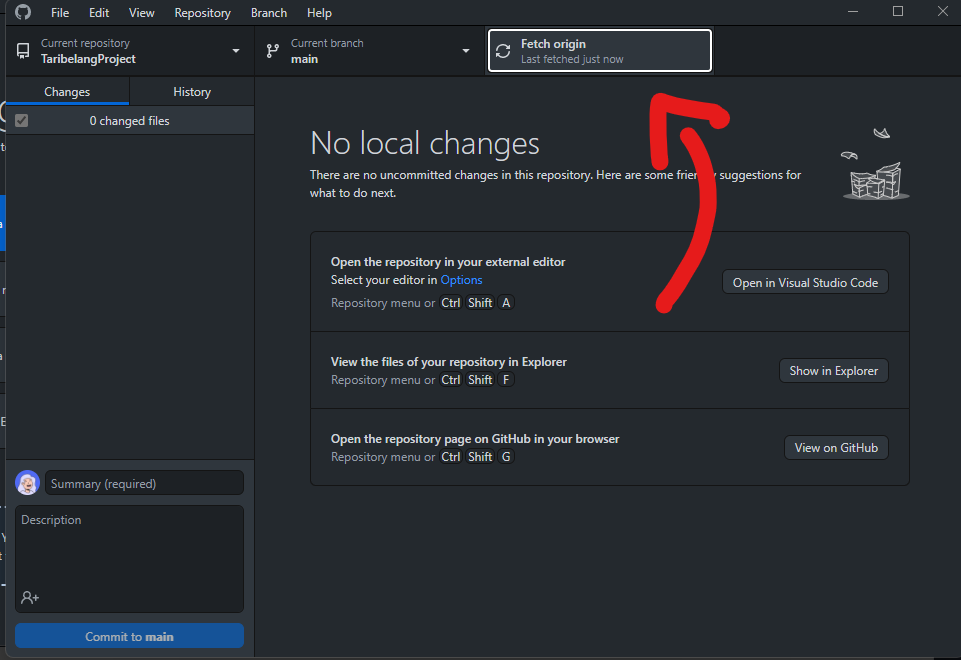 File Edit View Repository Branch Help
Current repository
TaribelangProject
Current branch
main
Fetch origin
Last fetched just now
Changes History
0 changed files
No local changes
There are no uncommitted changes in this repository. Here are some friendly suggestions for
what to do next.
Open the repository in your external editor
Select your editor in Options
Repository menu or Ctrl Shift A
Open in Visual Studio Code
View the files of your repository in Explorer
Repository menu or Ctrl Shift F
Show in Explorer
Open the repository page on GitHub in your browser
Repository menu or Ctrl Shift G
View on GitHub
Summary (required)
Description
Commit to main